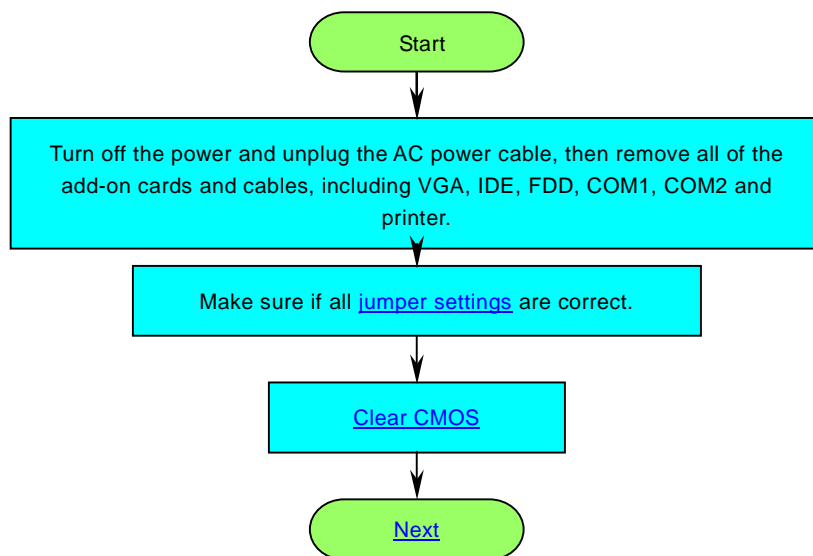 Start
Turn off the power and unplug the AC power cable, then remove all of the
add-on cards and cables, including VGA, IDE, FDD, COM1, COM2 and
printer.
Make sure if all jumper settings are correct.
Clear CMOS
Next